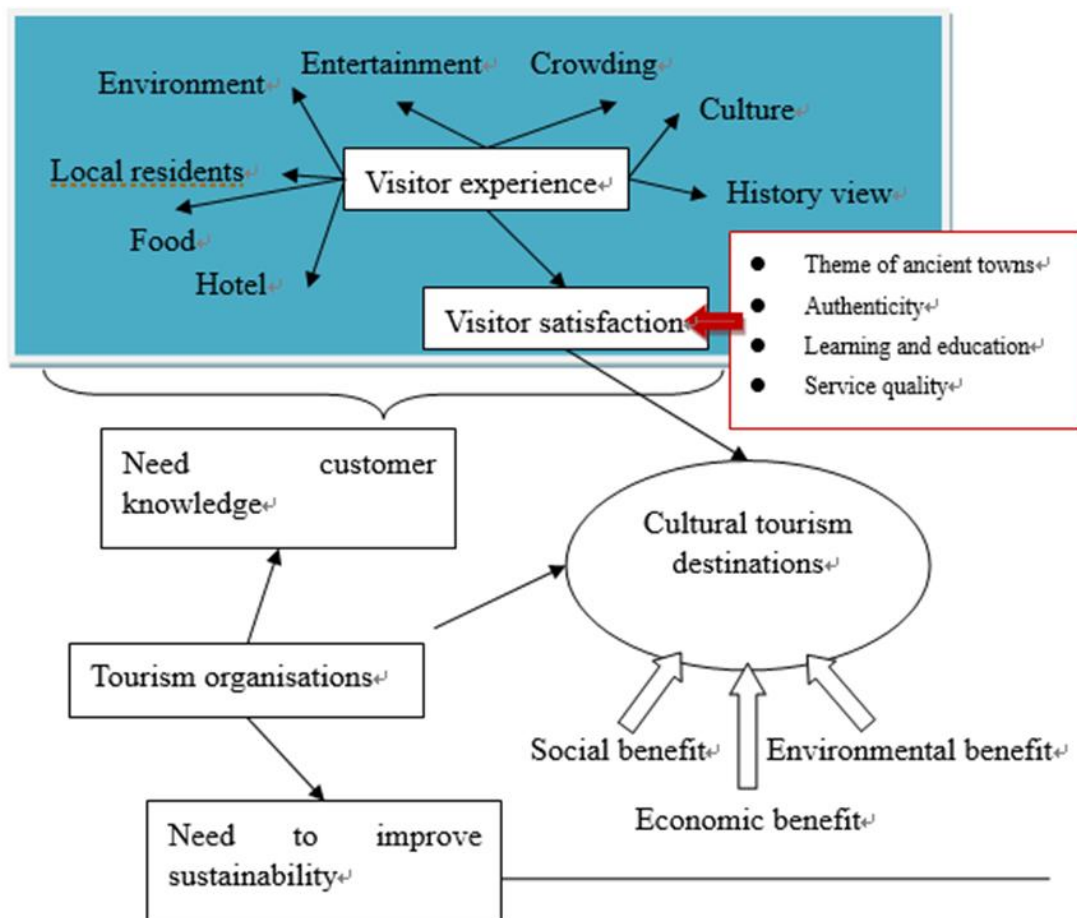 Entertainment
Crowding
Environment
Culture
Local residents
Visitor experience
History view
Food
Hotel
Visitor satisfaction
● Theme of ancient towns
● Authenticity
● Learning and education
● Service quality
Need customer
knowledge
Cultural tourism
destinations
Tourism organisations
Social benefit
Environmental benefit
Economic benefit
Need to improve
sustainability